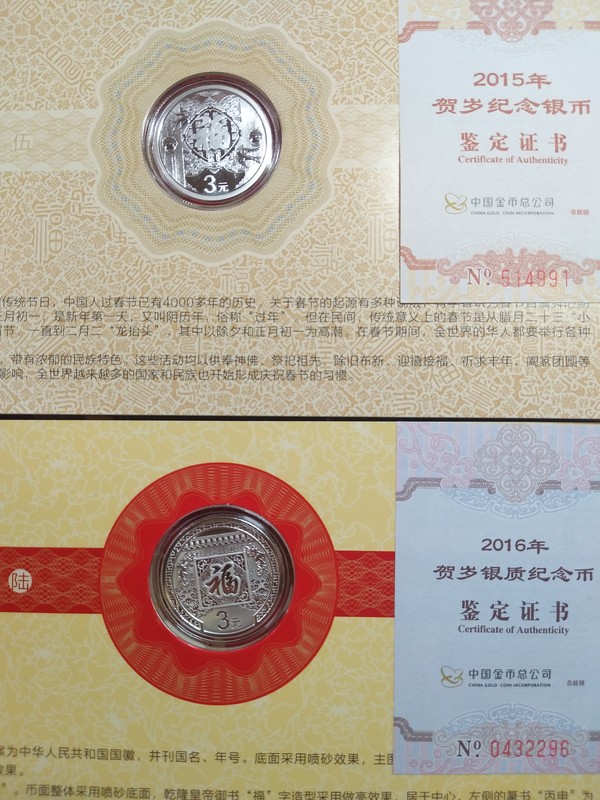 伍
福
3元
2015年
贺岁纪念银币
鉴定证书
Certificate of Authenticity
中国金币总公司
CHINA GOLD COIN INCORPORATION
总经销
Nº 514991
传统节日，中国人过春节已有4000多年的历史，关于春节的起源有多种说法，
正月初一，是新年第一天，又叫阴历年，俗称“过年”。但在民间，传统意义上的春节是从腊月二十三“小
节，一直到二月二“龙抬头”，其中以除夕和正月初一为高潮。在春节期间，全世界的华人都要举行各种
，带有浓郁的民族特色。这些活动均以供奉神佛、祭祀祖先、除旧布新、迎禧接福、祈求丰年、阖家团圆等
影响，全世界越来越多的国家和民族也开始形成庆祝春节的习惯。
陆
福
3元
2016年
贺岁银质纪念币
鉴定证书
Certificate of Authenticity
中国金币总公司
CHINA GOLD COIN INCORPORATION
总经销
Nº 0432296
案为中华人民共和国国徽，并刊国名、年号。底面采用喷砂效果，主图
效果。
”。币面整体采用喷砂底面，乾隆皇帝御书“福”字造型采用做亮效果，居于中心，左侧的篆书“丙申”为